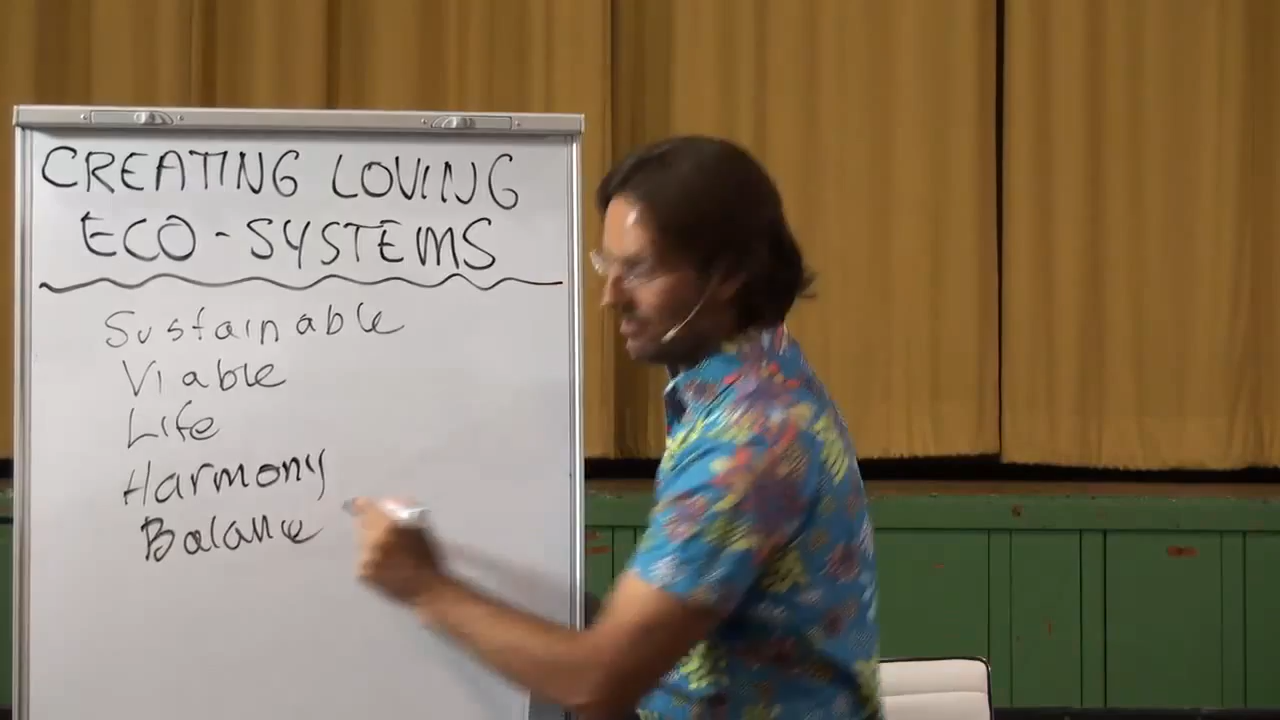 CREATING LOVING
ECO-SYSTEMS
Sustainable
Viable
Life
Harmony
Balance